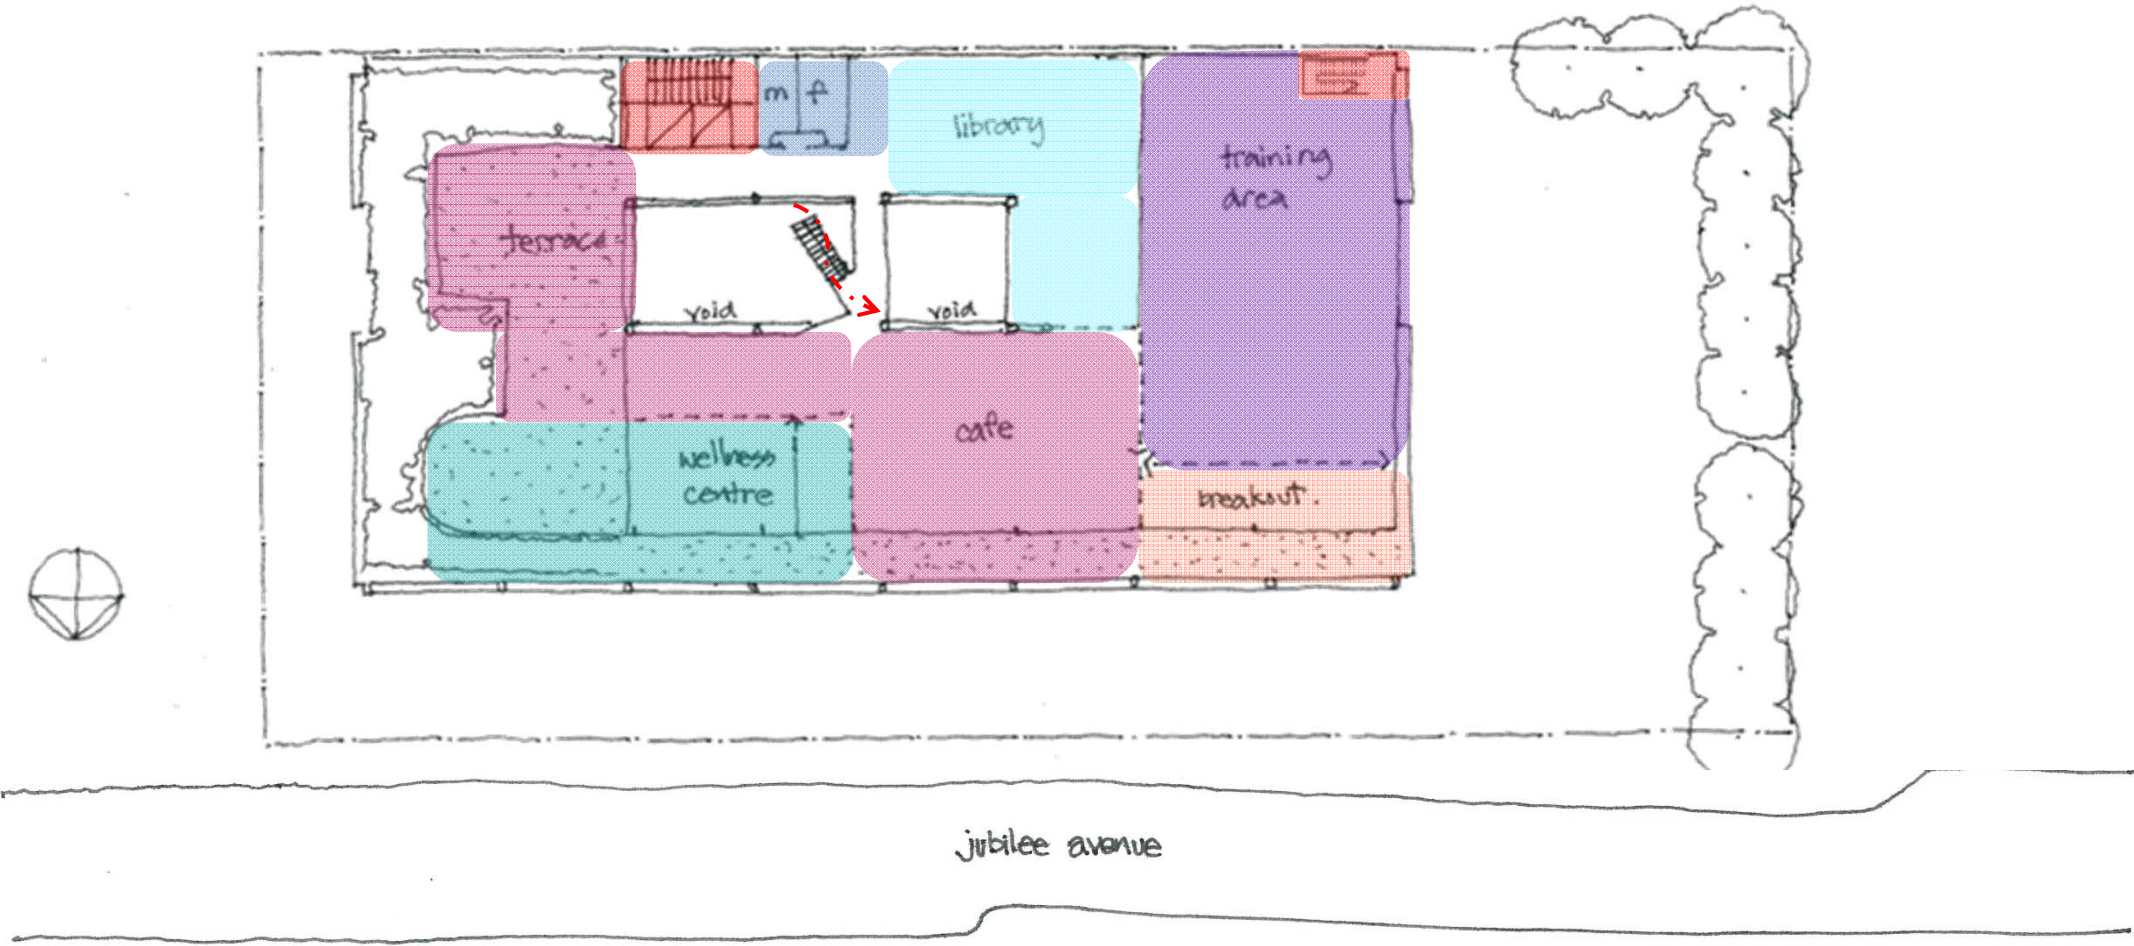 m f
library
training
area
terrace
void
void
cafe
wellness
centre
breakout.
jubilee avenue